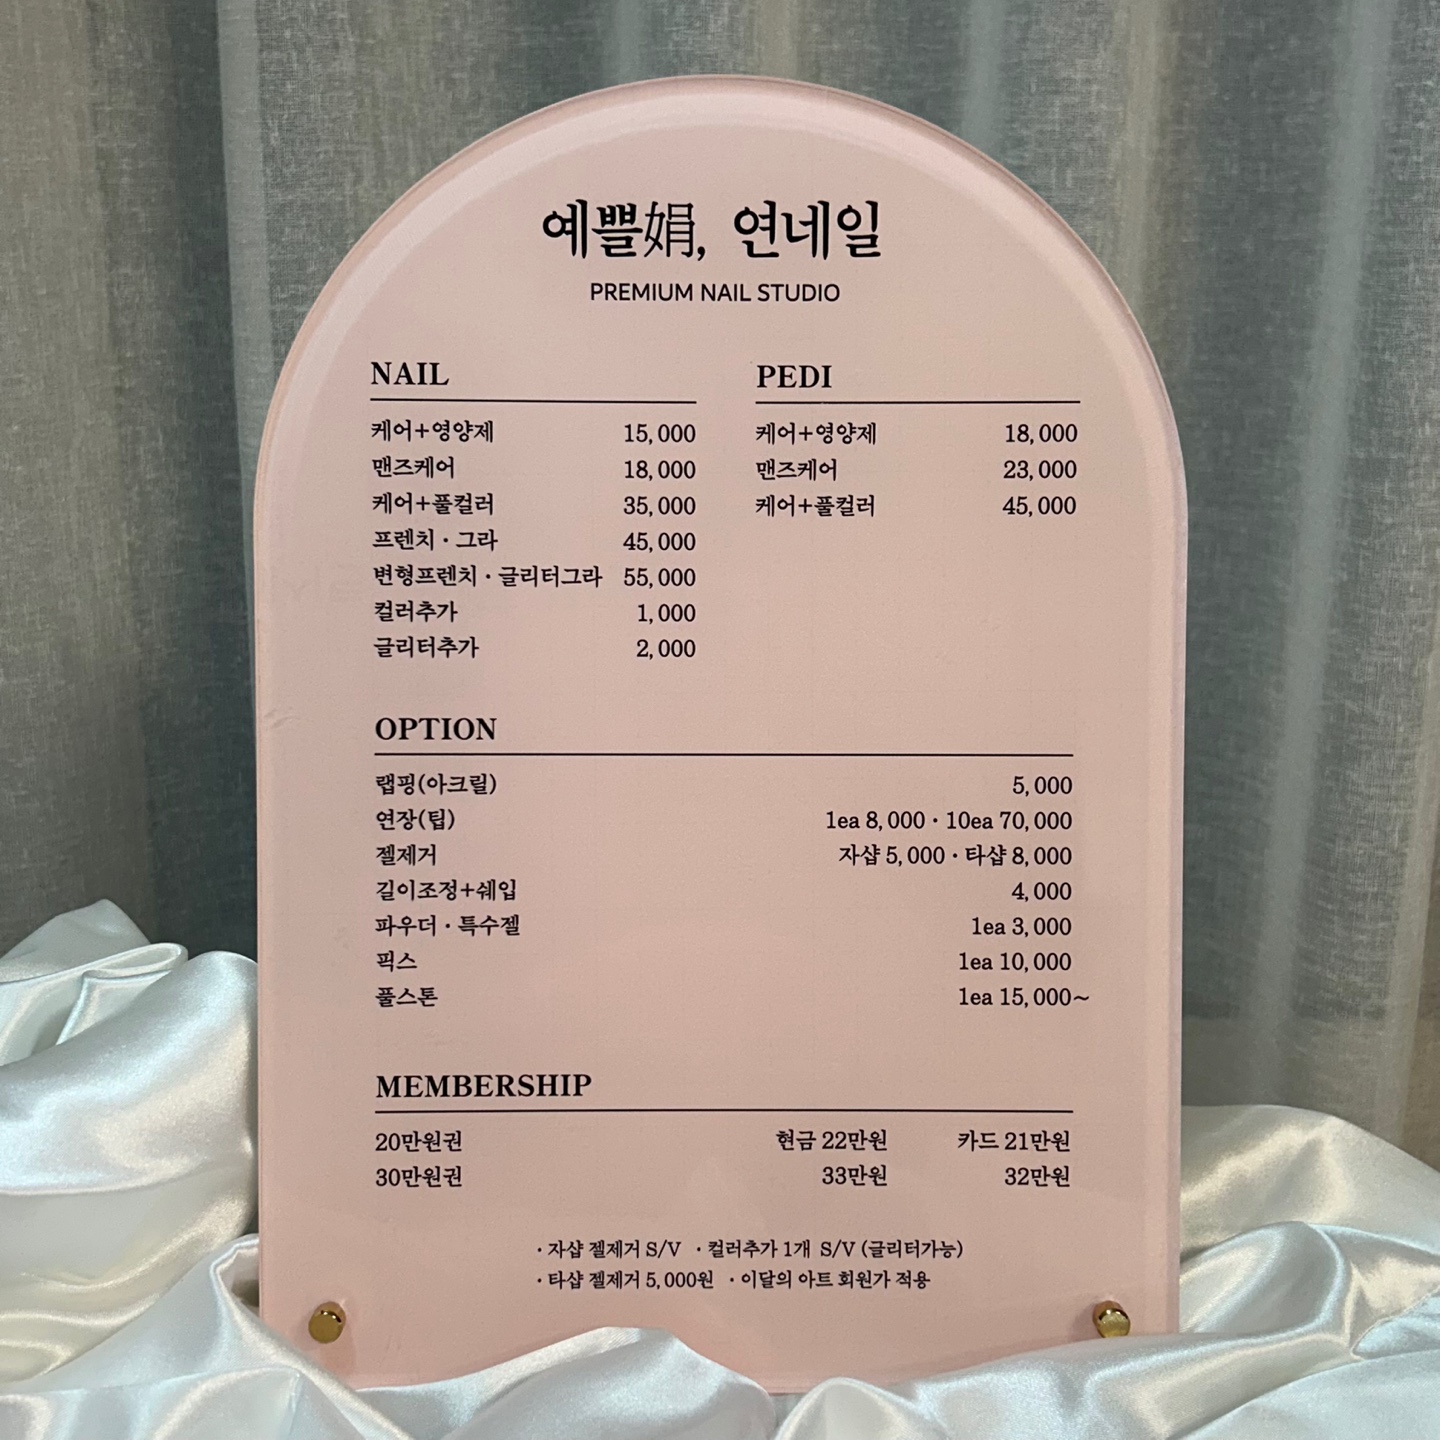 예쁠娟, 연네일
PREMIUM NAIL STUDIO
NAIL
케어+영양제 15,000
맨즈케어 18,000
케어+풀컬러 35,000
프렌치 · 그라 45,000
변형프렌치 · 글리터그라 55,000
컬러추가 1,000
글리터추가 2,000
PEDI
케어+영양제 18,000
맨즈케어 23,000
케어+풀컬러 45,000
OPTION
랩핑(아크릴) 5,000
연장(팁) 1ea 8,000 · 10ea 70,000
젤제거 자샵 5,000 · 타샵 8,000
길이조정+쉐입 4,000
파우더 · 특수젤 1ea 3,000
픽스 1ea 10,000
풀스톤 1ea 15,000~
MEMBERSHIP
20만원권 현금 22만원 카드 21만원
30만원권 33만원 32만원
· 자샵 젤제거 S/V · 컬러추가 1개 S/V (글리터가능)
· 타샵 젤제거 5,000원 · 이달의 아트 회원가 적용